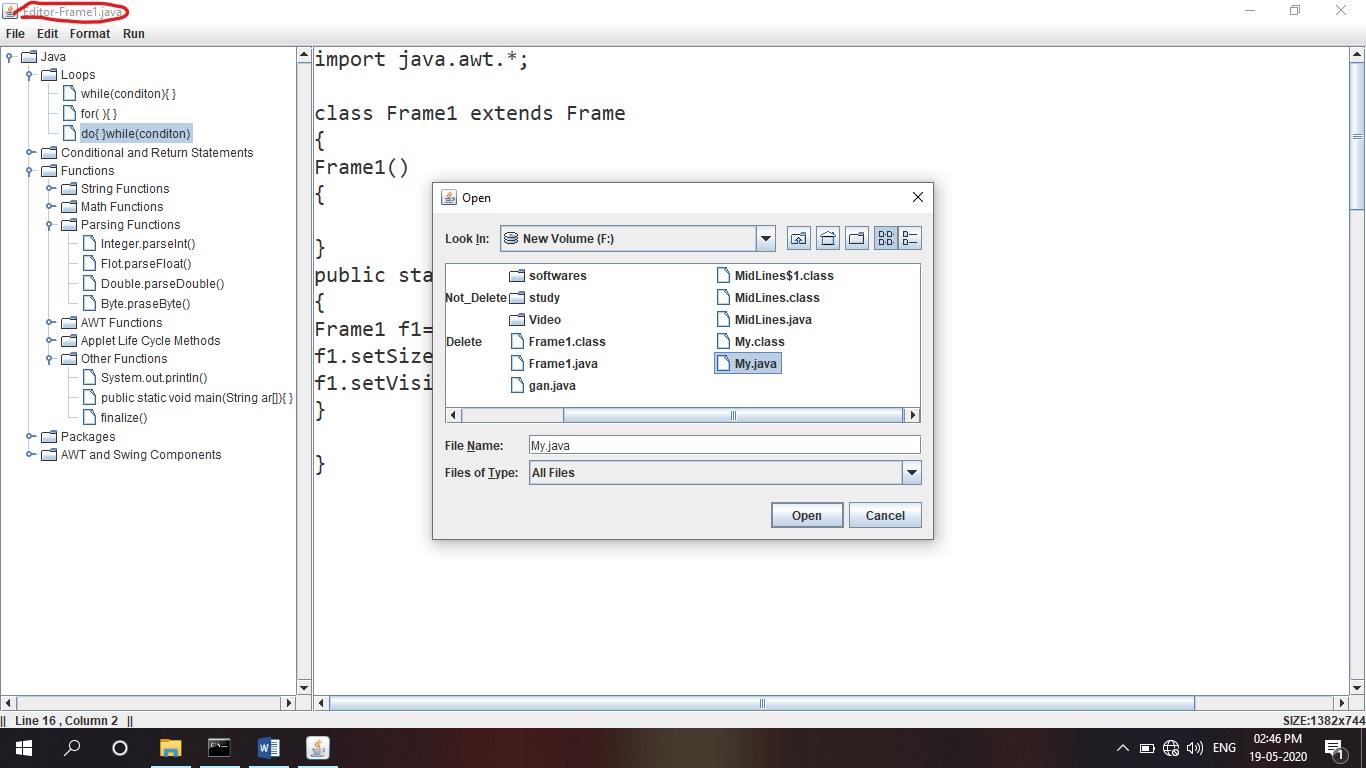 Editor-Frame1.java
File Edit Format Run
Java
Loops
while(conditon){ }
for( ){ }
do{ }while(conditon)
Conditional and Return Statements
Functions
String Functions
Math Functions
Parsing Functions
Integer.parseInt()
Flot.parseFloat()
Double.parseDouble()
Byte.praseByte()
AWT Functions
Applet Life Cycle Methods
Other Functions
System.out.println()
public static void main(String ar[]){ }
finalize()
Packages
AWT and Swing Components
import java.awt.*;
class Frame1 extends Frame
{
Frame1()
{
}
public sta
{
Frame1 f1=
f1.setSize
f1.setVisi
}
}
Open
Look In: New Volume (F:)
softwares
Not_Delete study
Video
Delete Frame1.class
Frame1.java
gan.java
MidLines$1.class
MidLines.class
MidLines.java
My.class
My.java
File Name: My.java
Files of Type: All Files
Open Cancel
|| Line 16 , Column 2 || SIZE:1382x744
ENG 02:46 PM
19-05-2020
1